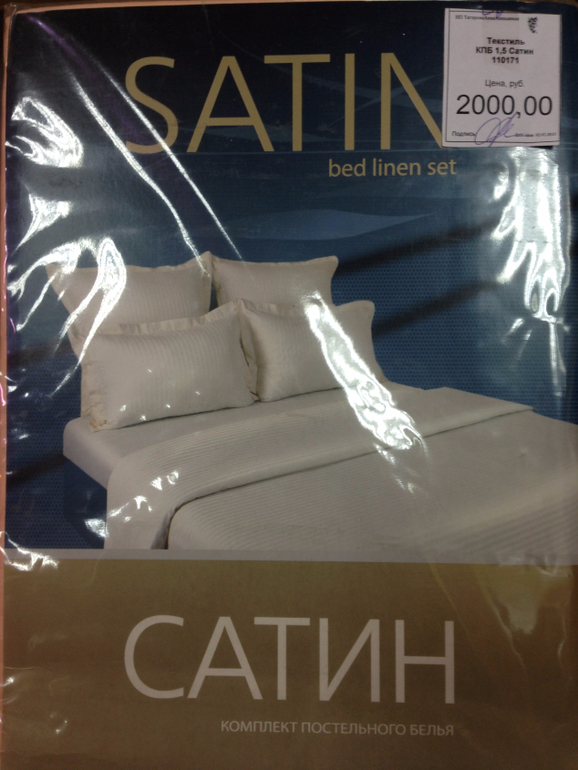 Текстиль
КПБ 1,5 Сатин
110171
Цена, руб.
2000,00
Подпись
SATIN
bed linen set
САТИН
КОМПЛЕКТ ПОСТЕЛЬНОГО БЕЛЬЯ